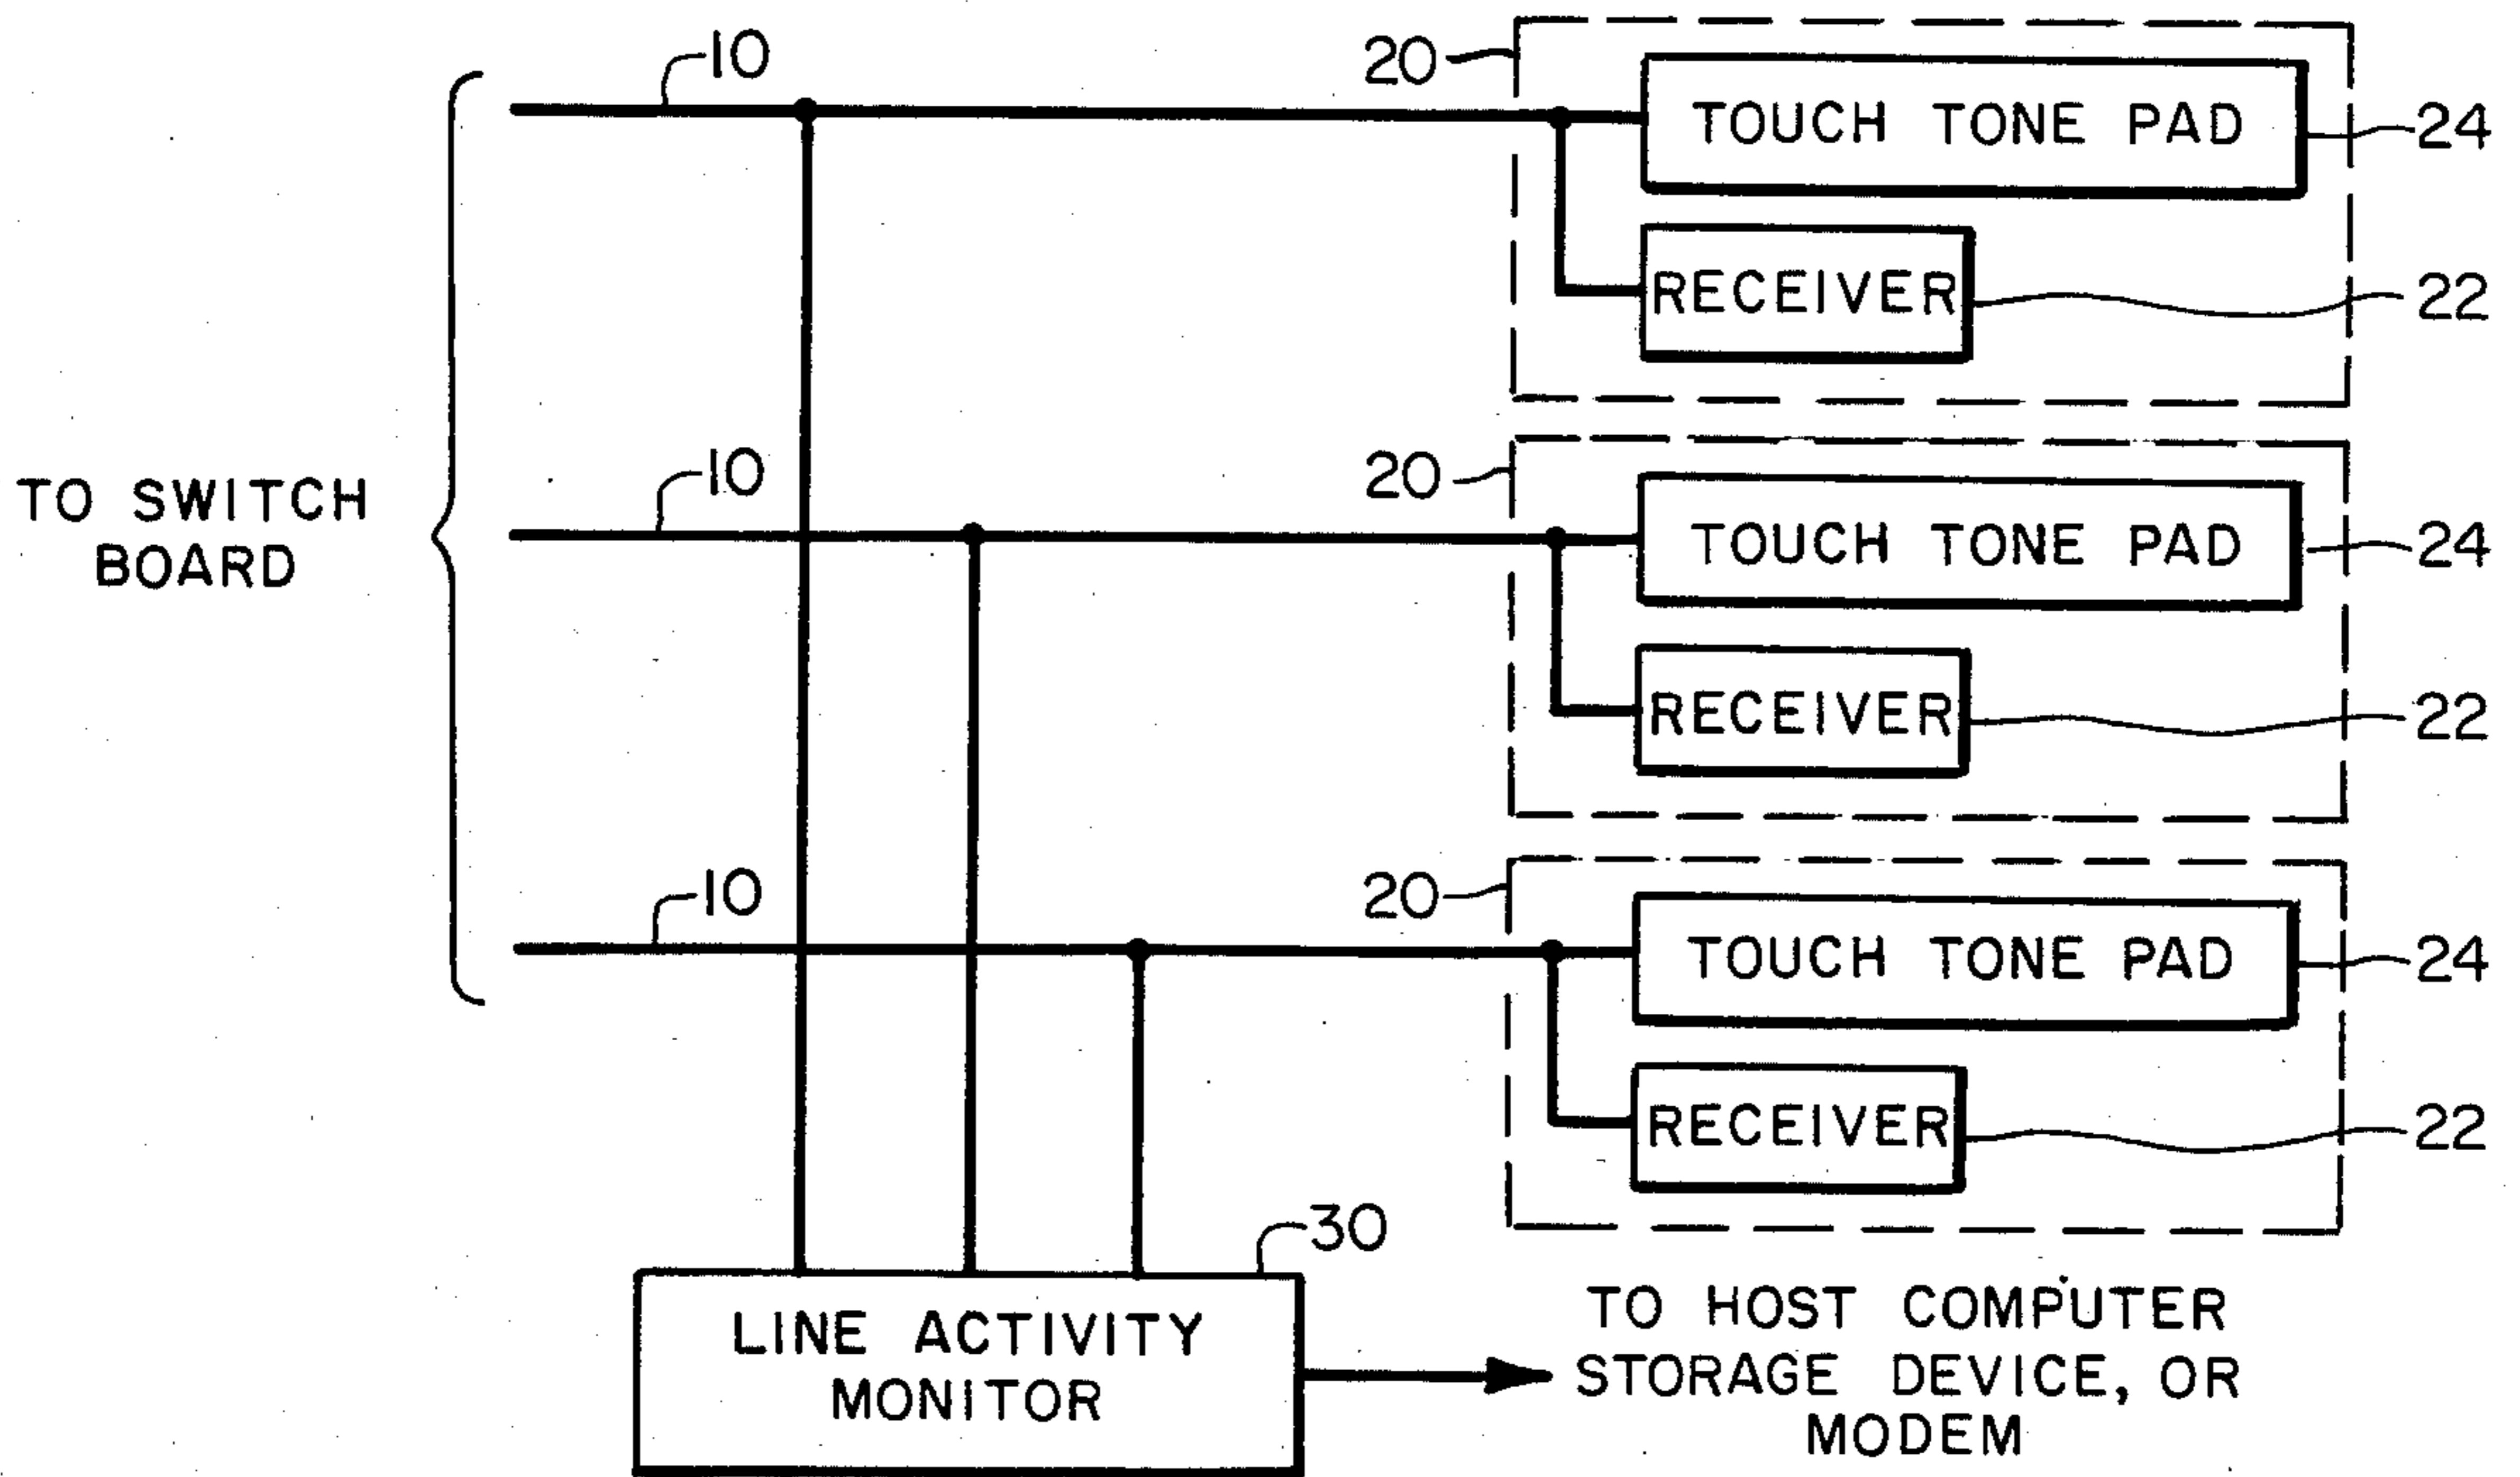 10
20
TOUCH TONE PAD
24
RECEIVER
22
10
20
TO SWITCH
BOARD
TOUCH TONE PAD
24
RECEIVER
22
10
20
TOUCH TONE PAD
24
RECEIVER
22
30
LINE ACTIVITY
MONITOR
TO HOST COMPUTER
STORAGE DEVICE, OR
MODEM